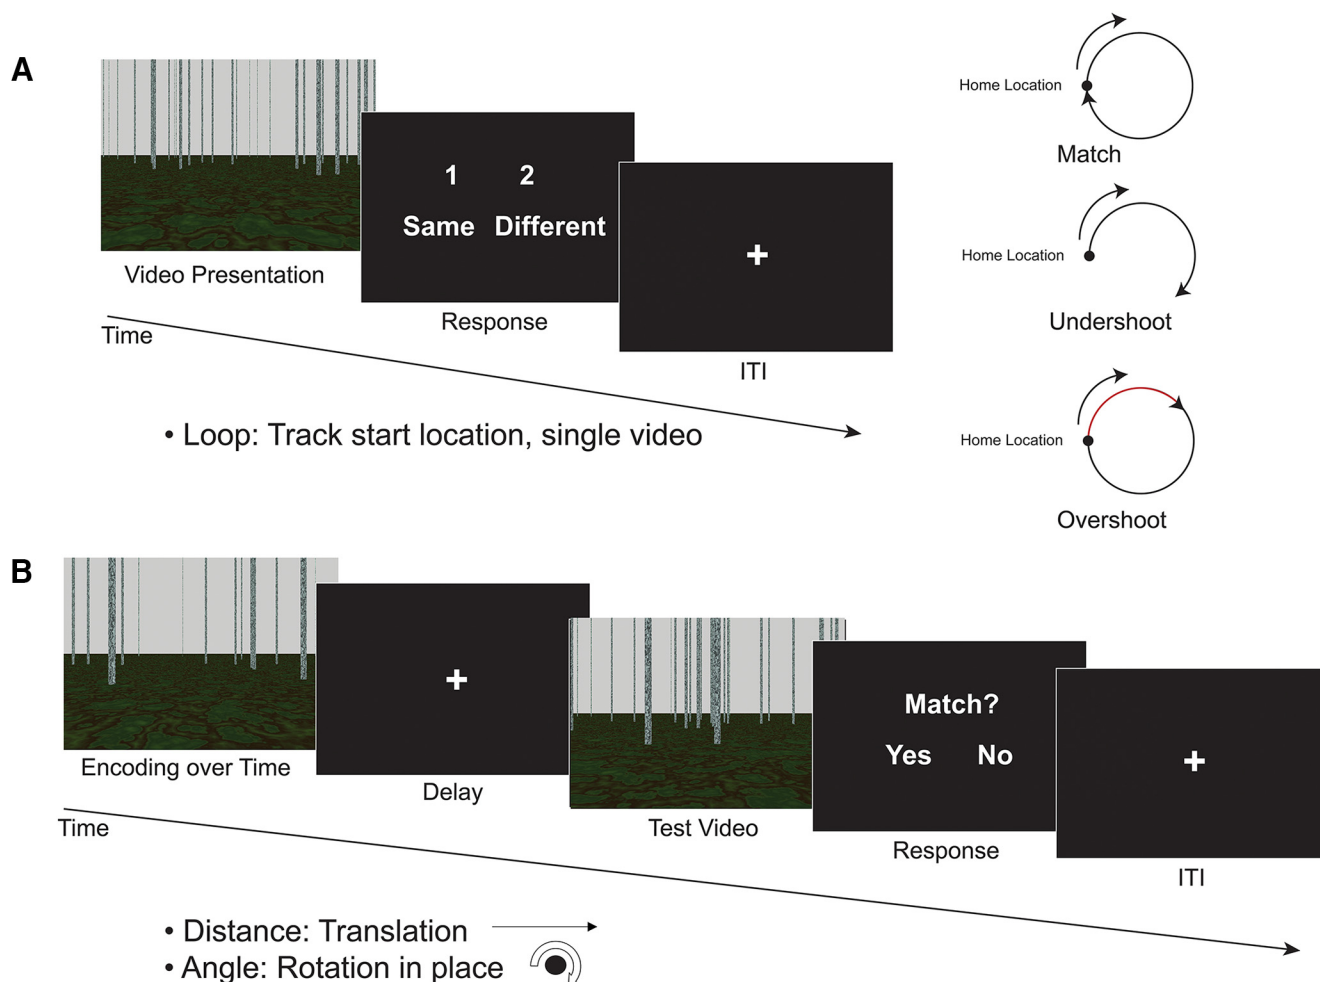 A
Video Presentation
1 2
Same Different
Response
+
ITI
Time
• Loop: Track start location, single video
Home Location
Match
Home Location
Undershoot
Home Location
Overshoot
B
Encoding over Time
+
Delay
Test Video
Match?
Yes No
Response
+
ITI
Time
• Distance: Translation
• Angle: Rotation in place